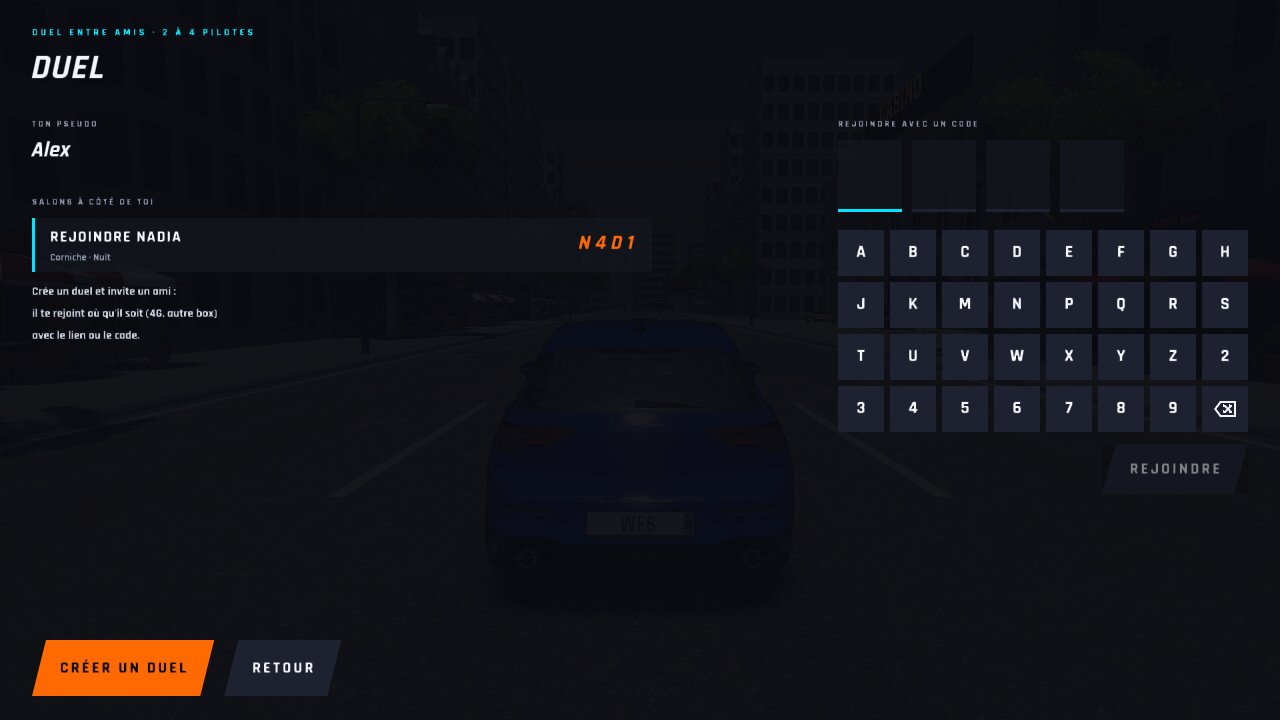 DUEL ENTRE AMIS · 2 À 4 PILOTES
DUEL
TON PSEUDO
Alex
SALONS À CÔTÉ DE TOI
REJOINDRE NADIA
Corniche · Nuit
N4D1
Crée un duel et invite un ami :
il te rejoint où qu'il soit (4G, autre box)
avec le lien ou le code.
REJOINDRE AVEC UN CODE
A B C D E F G H
J K M N P Q R S
T U V W X Y Z 2
3 4 5 6 7 8 9
REJOINDRE
CASINO
WFS
CRÉER UN DUEL
RETOUR